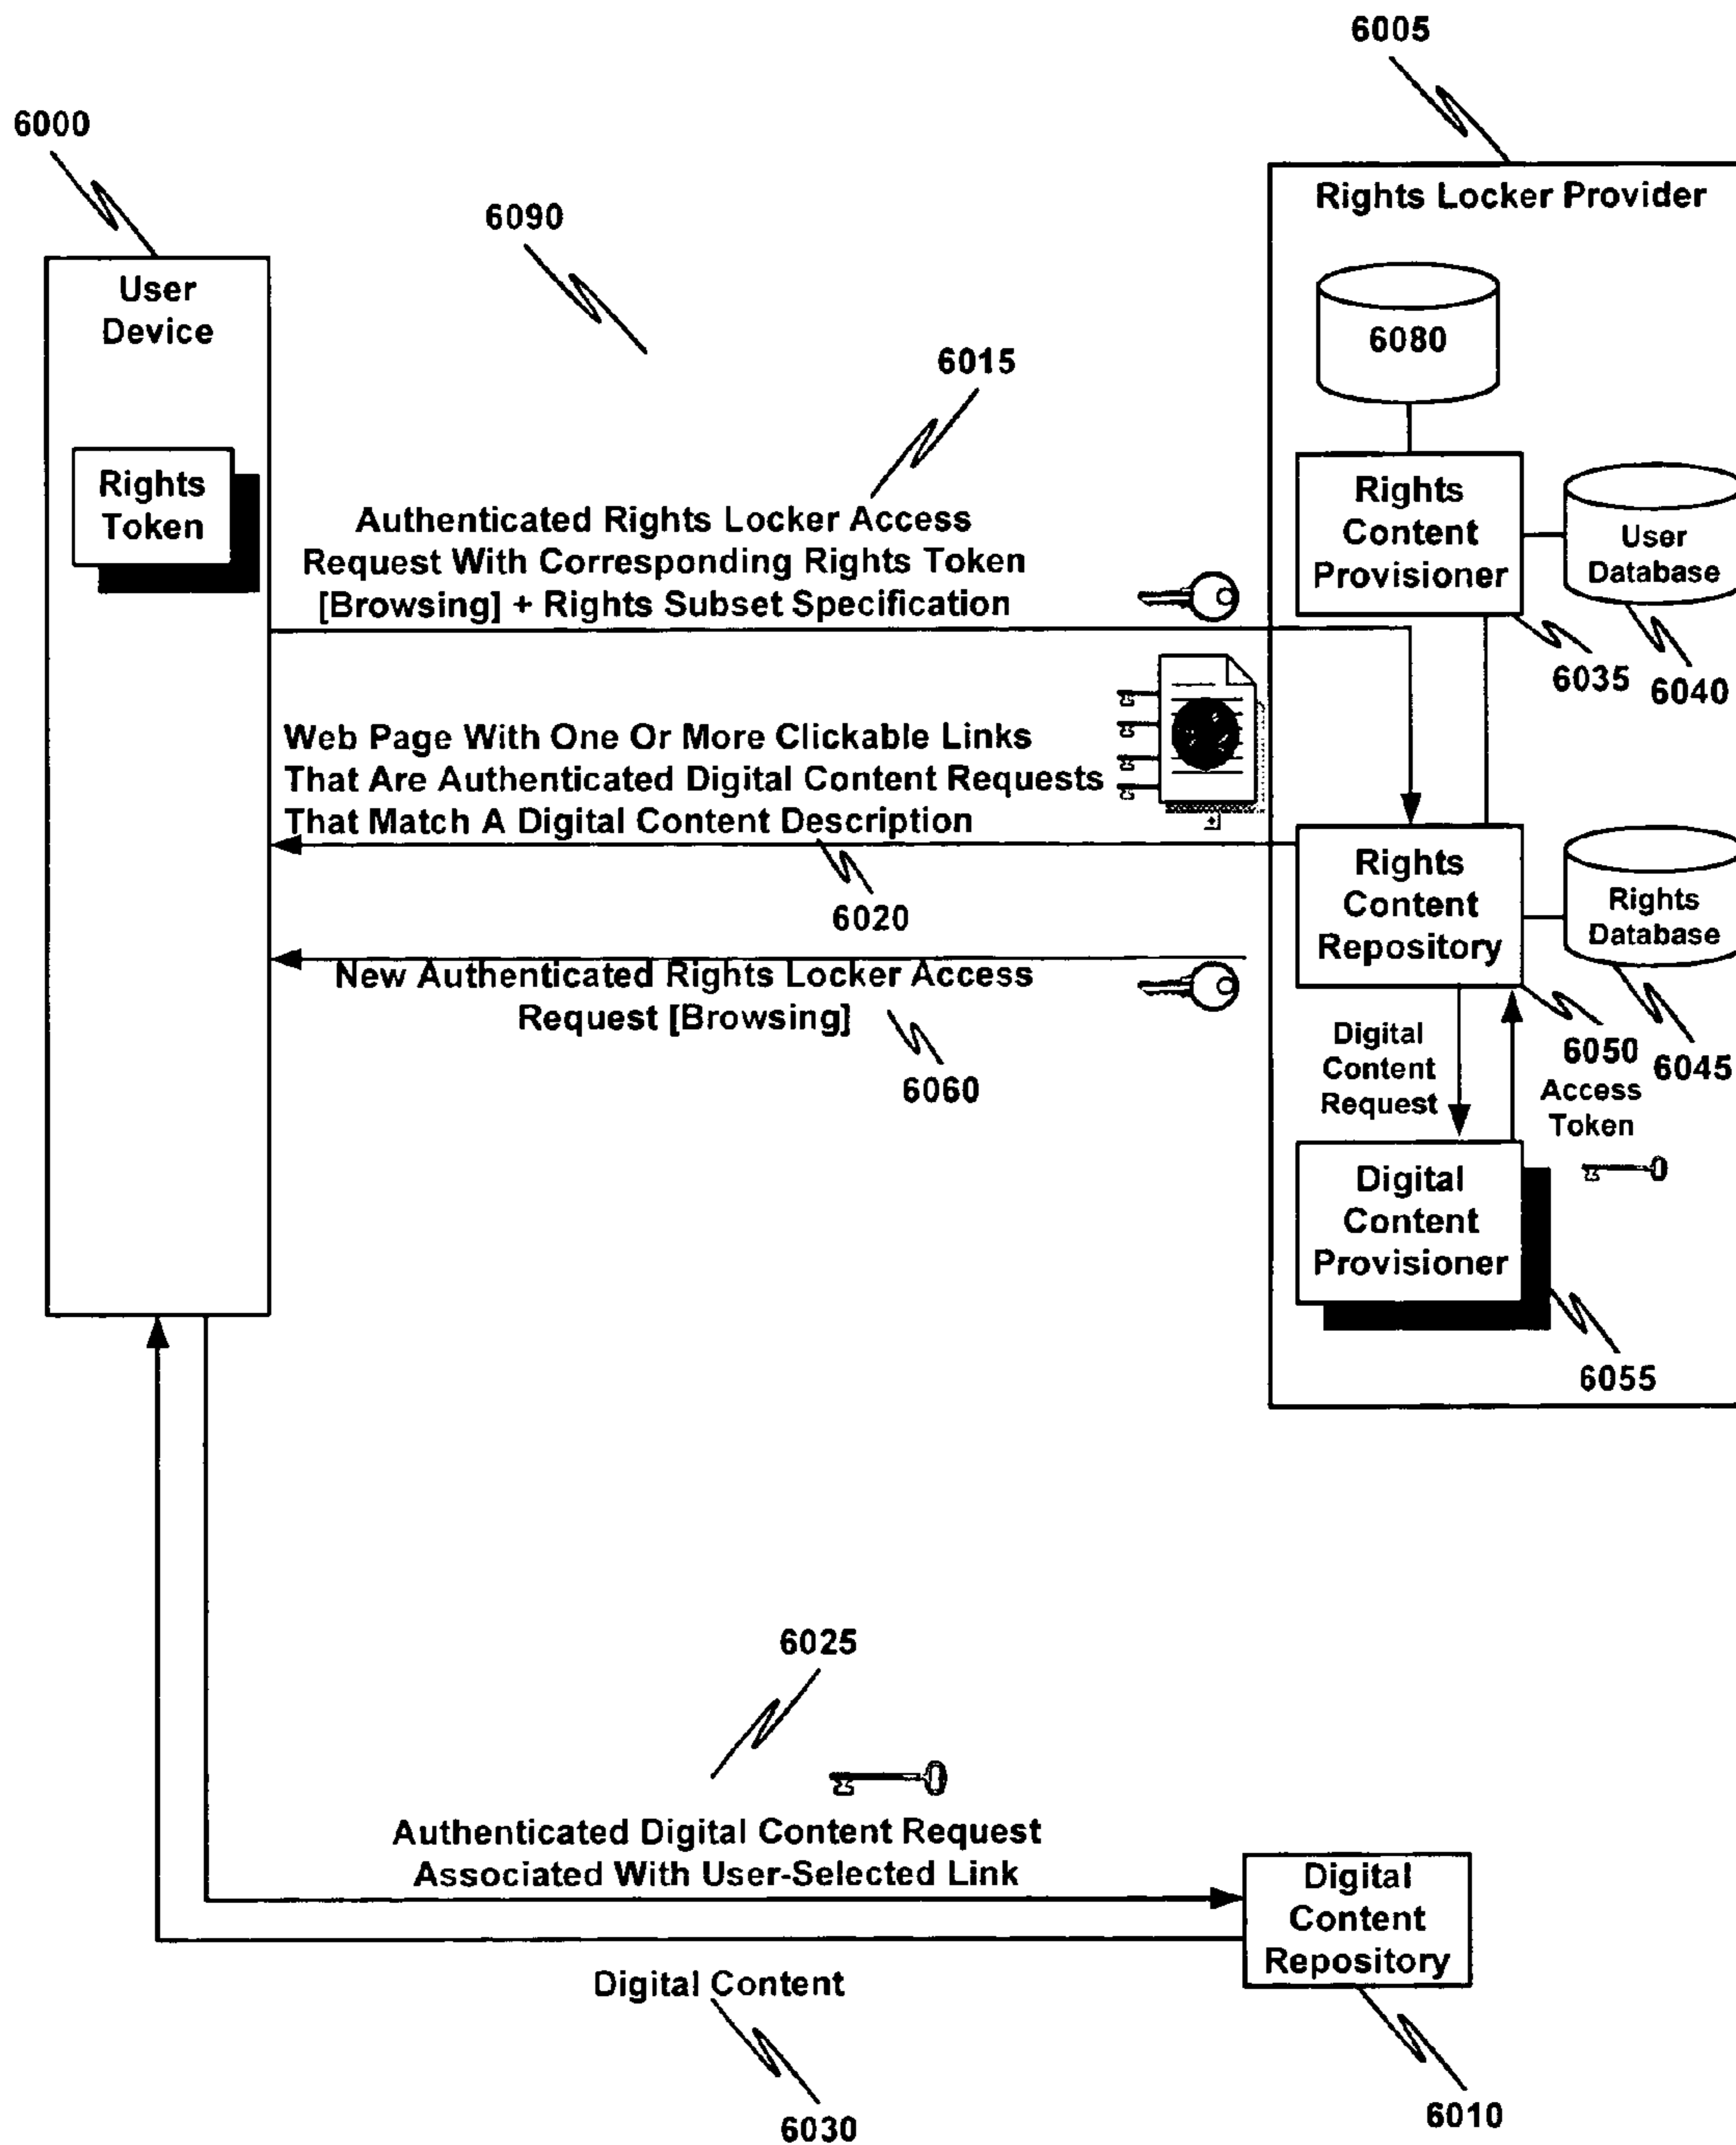 6005
6000
Rights Locker Provider
6090
User
Device
6080
6015
Rights
Token
Rights
Content
Provisioner
User
Database
Authenticated Rights Locker Access
Request With Corresponding Rights Token
[Browsing] + Rights Subset Specification
6035
6040
Web Page With One Or More Clickable Links
That Are Authenticated Digital Content Requests
That Match A Digital Content Description
Rights
Content
Repository
Rights
Database
6020
New Authenticated Rights Locker Access
Request [Browsing]
6060
Digital
Content
Request
6050
6045
Access
Token
Digital
Content
Provisioner
6055
6025
Authenticated Digital Content Request
Associated With User-Selected Link
Digital
Content
Repository
Digital Content
6030
6010